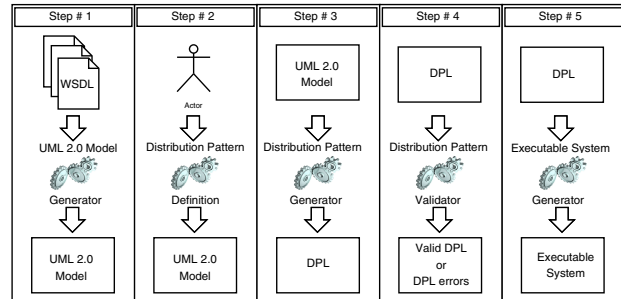 Step # 1
WSDL
UML 2.0 Model
Generator
UML 2.0
Model
Step # 2
Actor
Distribution Pattern
Definition
UML 2.0
Model
Step # 3
UML 2.0
Model
Distribution Pattern
Generator
DPL
Step # 4
DPL
Distribution Pattern
Validator
Valid DPL
or
DPL errors
Step # 5
DPL
Executable System
Generator
Executable
System